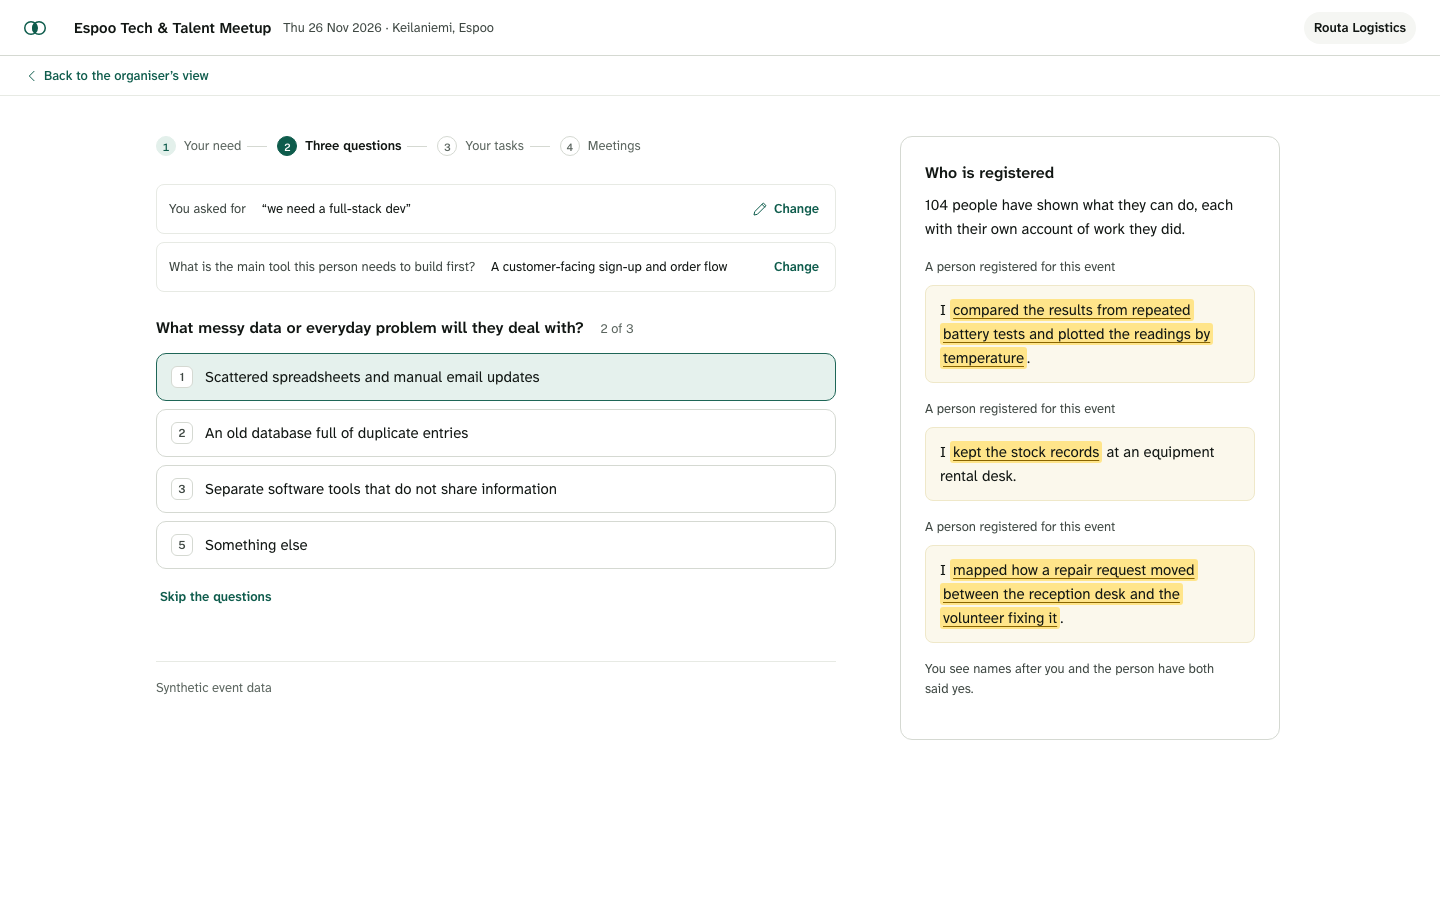 Espoo Tech & Talent Meetup
Thu 26 Nov 2026 · Keilaniemi, Espoo
Routa Logistics
Back to the organiser’s view
1 Your need
2 Three questions
3 Your tasks
4 Meetings
You asked for “we need a full-stack dev” Change
What is the main tool this person needs to build first? A customer-facing sign-up and order flow Change
What messy data or everyday problem will they deal with? 2 of 3
1 Scattered spreadsheets and manual email updates
2 An old database full of duplicate entries
3 Separate software tools that do not share information
5 Something else
Skip the questions
Synthetic event data
Who is registered
104 people have shown what they can do, each
with their own account of work they did.
A person registered for this event
I compared the results from repeated
battery tests and plotted the readings by
temperature.
A person registered for this event
I kept the stock records at an equipment
rental desk.
A person registered for this event
I mapped how a repair request moved
between the reception desk and the
volunteer fixing it.
You see names after you and the person have both
said yes.